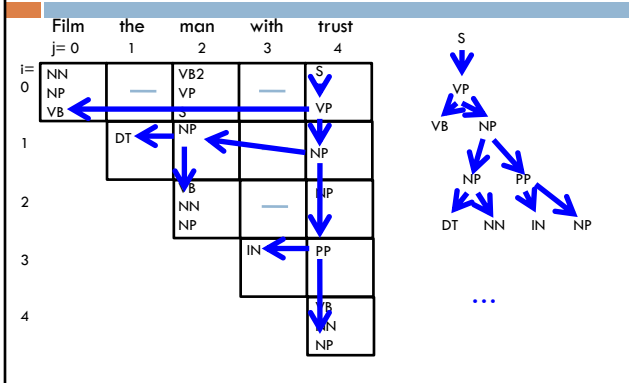 Film the man with trust
j= 0 1 2 3 4
i=
0
NN
NP
VB
—
VB2
VP
S
—
S
VP
1
DT
NP
NP
2
VB
NN
NP
—
NP
3
IN
PP
4
VB
NN
NP
S
VP
VB NP
NP PP
DT NN IN NP
...